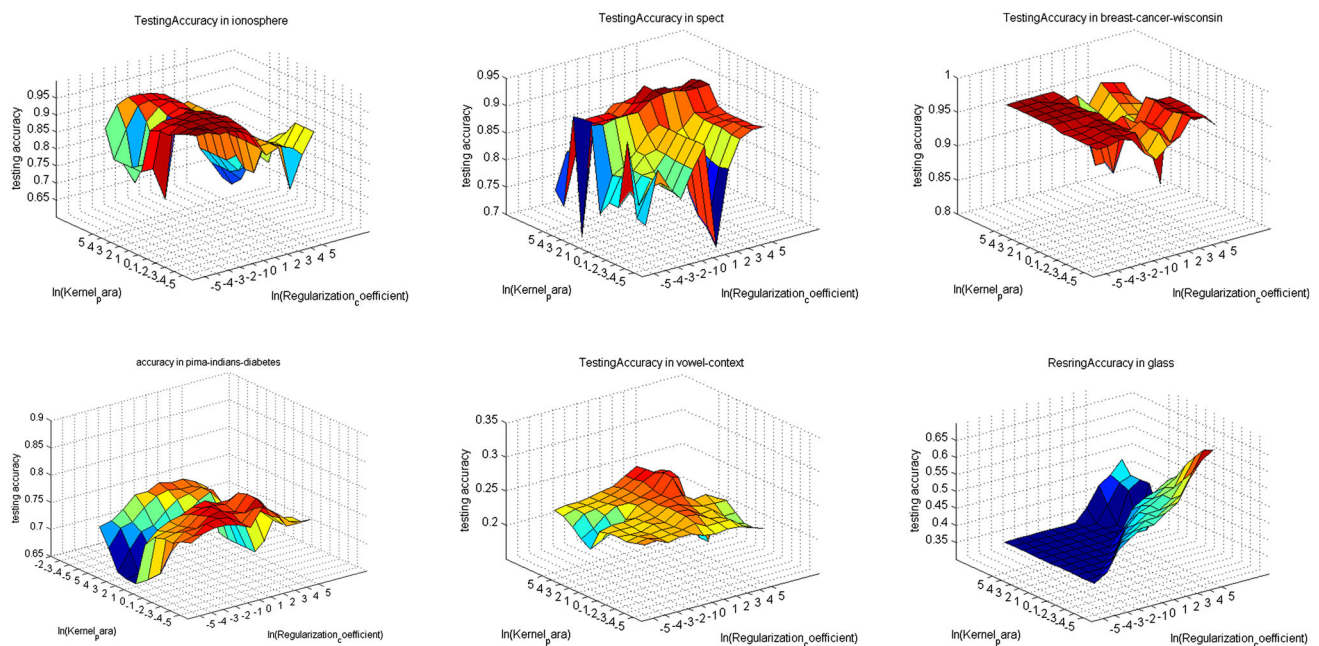 TestingAccuracy in ionosphere
0.95
0.9
0.85
0.8
0.75
0.7
0.65
testing accuracy
5 4 3 2 1 0 -1 -2 -3 -4 -5
-5 -4 -3 -2 -1 0 1 2 3 4 5
ln(Kernel_para)
ln(Regularization_coefficient)
TestingAccuracy in spect
0.95
0.9
0.85
0.8
0.75
0.7
testing accuracy
5 4 3 2 1 0 -1 -2 -3 -4 -5
-5 -4 -3 -2 -1 0 1 2 3 4 5
ln(Kernel_para)
ln(Regularization_coefficient)
TestingAccuracy in breast-cancer-wisconsin
1
0.95
0.9
0.85
0.8
testing accuracy
5 4 3 2 1 0 -1 -2 -3 -4 -5
-5 -4 -3 -2 -1 0 1 2 3 4 5
ln(Kernel_para)
ln(Regularization_coefficient)
accuracy in pima-indians-diabetes
0.9
0.85
0.8
0.75
0.7
0.65
testing accuracy
-2 -3 -4 -5 5 4 3 2 1 0 -1 -2 -3 -4 -5
-5 -4 -3 -2 -1 0 1 2 3 4 5
ln(Kernel_para)
ln(Regularization_coefficient)
TestingAccuracy in vowel-context
0.35
0.3
0.25
0.2
testing accuracy
5 4 3 2 1 0 -1 -2 -3 -4 -5
-5 -4 -3 -2 -1 0 1 2 3 4 5
ln(Kernel_para)
ln(Regularization_coefficient)
ResringAccuracy in glass
0.65
0.6
0.55
0.5
0.45
0.4
0.35
testing accuracy
5 4 3 2 1 0 -1 -2 -3 -4 -5
-5 -4 -3 -2 -1 0 1 2 3 4 5
ln(Kernel_para)
ln(Regularization_coefficient)